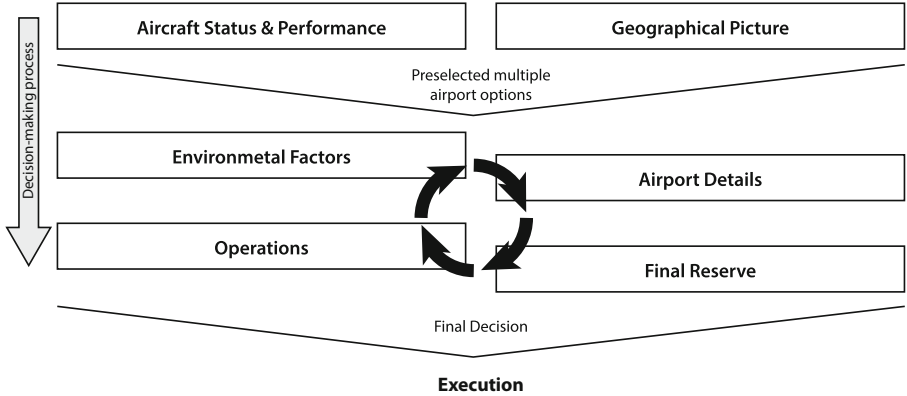 Decision-making process
Aircraft Status & Performance
Geographical Picture
Preselected multiple
airport options
Environmetal Factors
Airport Details
Operations
Final Reserve
Final Decision
Execution